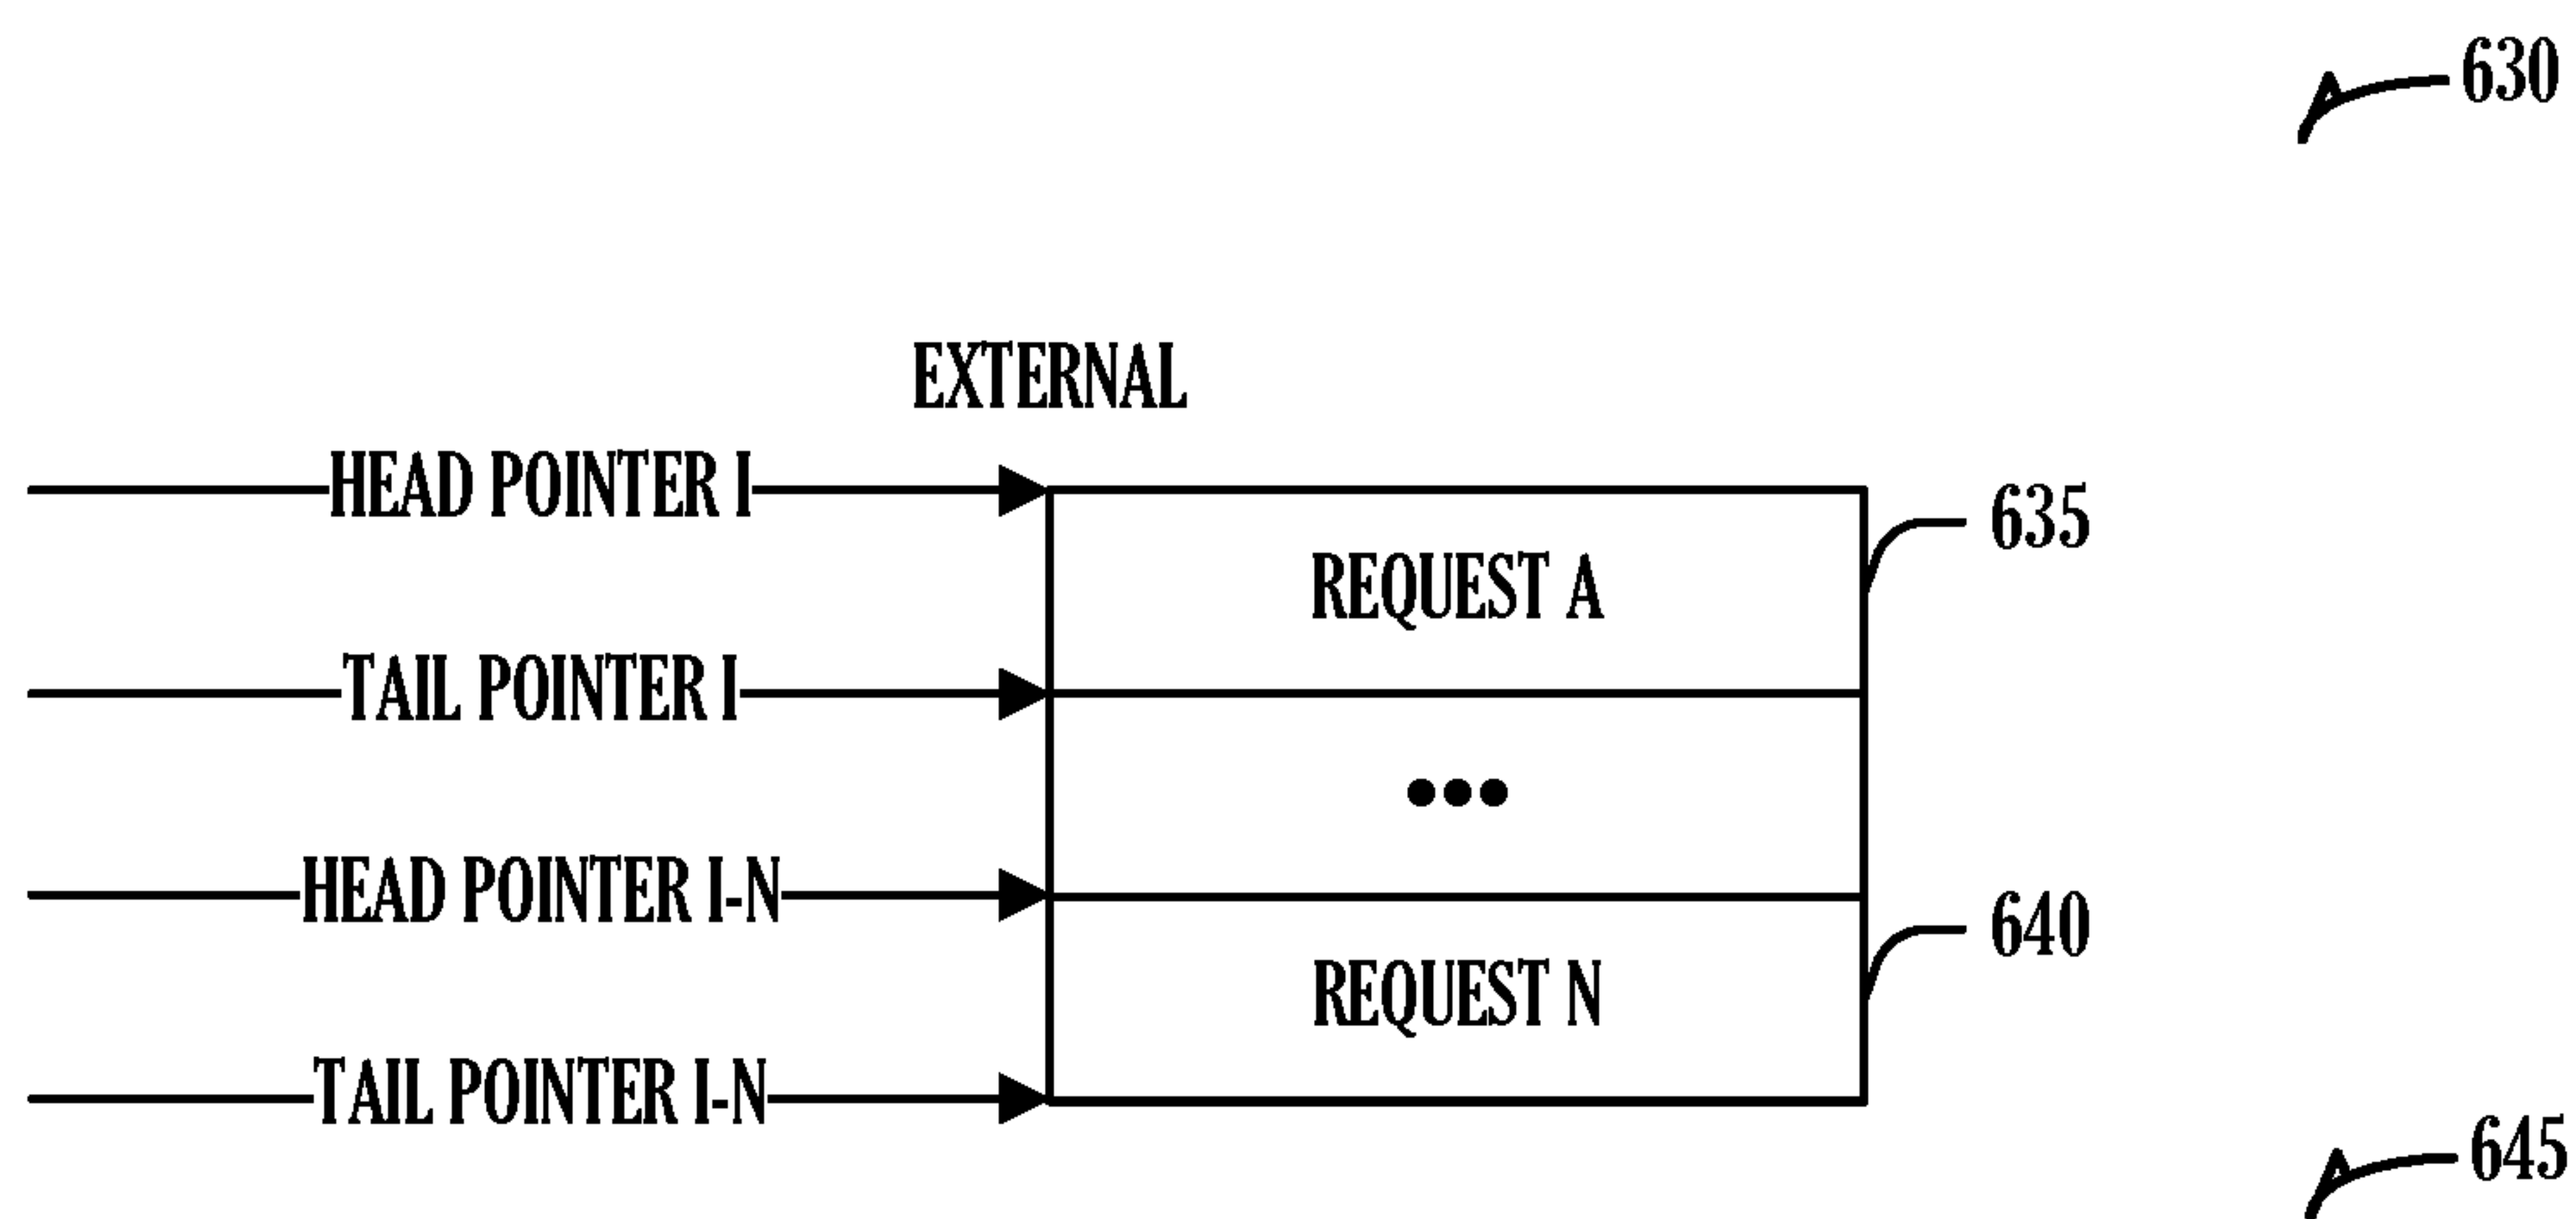 630
EXTERNAL
HEAD POINTER I
635
REQUEST A
TAIL POINTER I
•••
HEAD POINTER I-N
640
REQUEST N
TAIL POINTER I-N
645